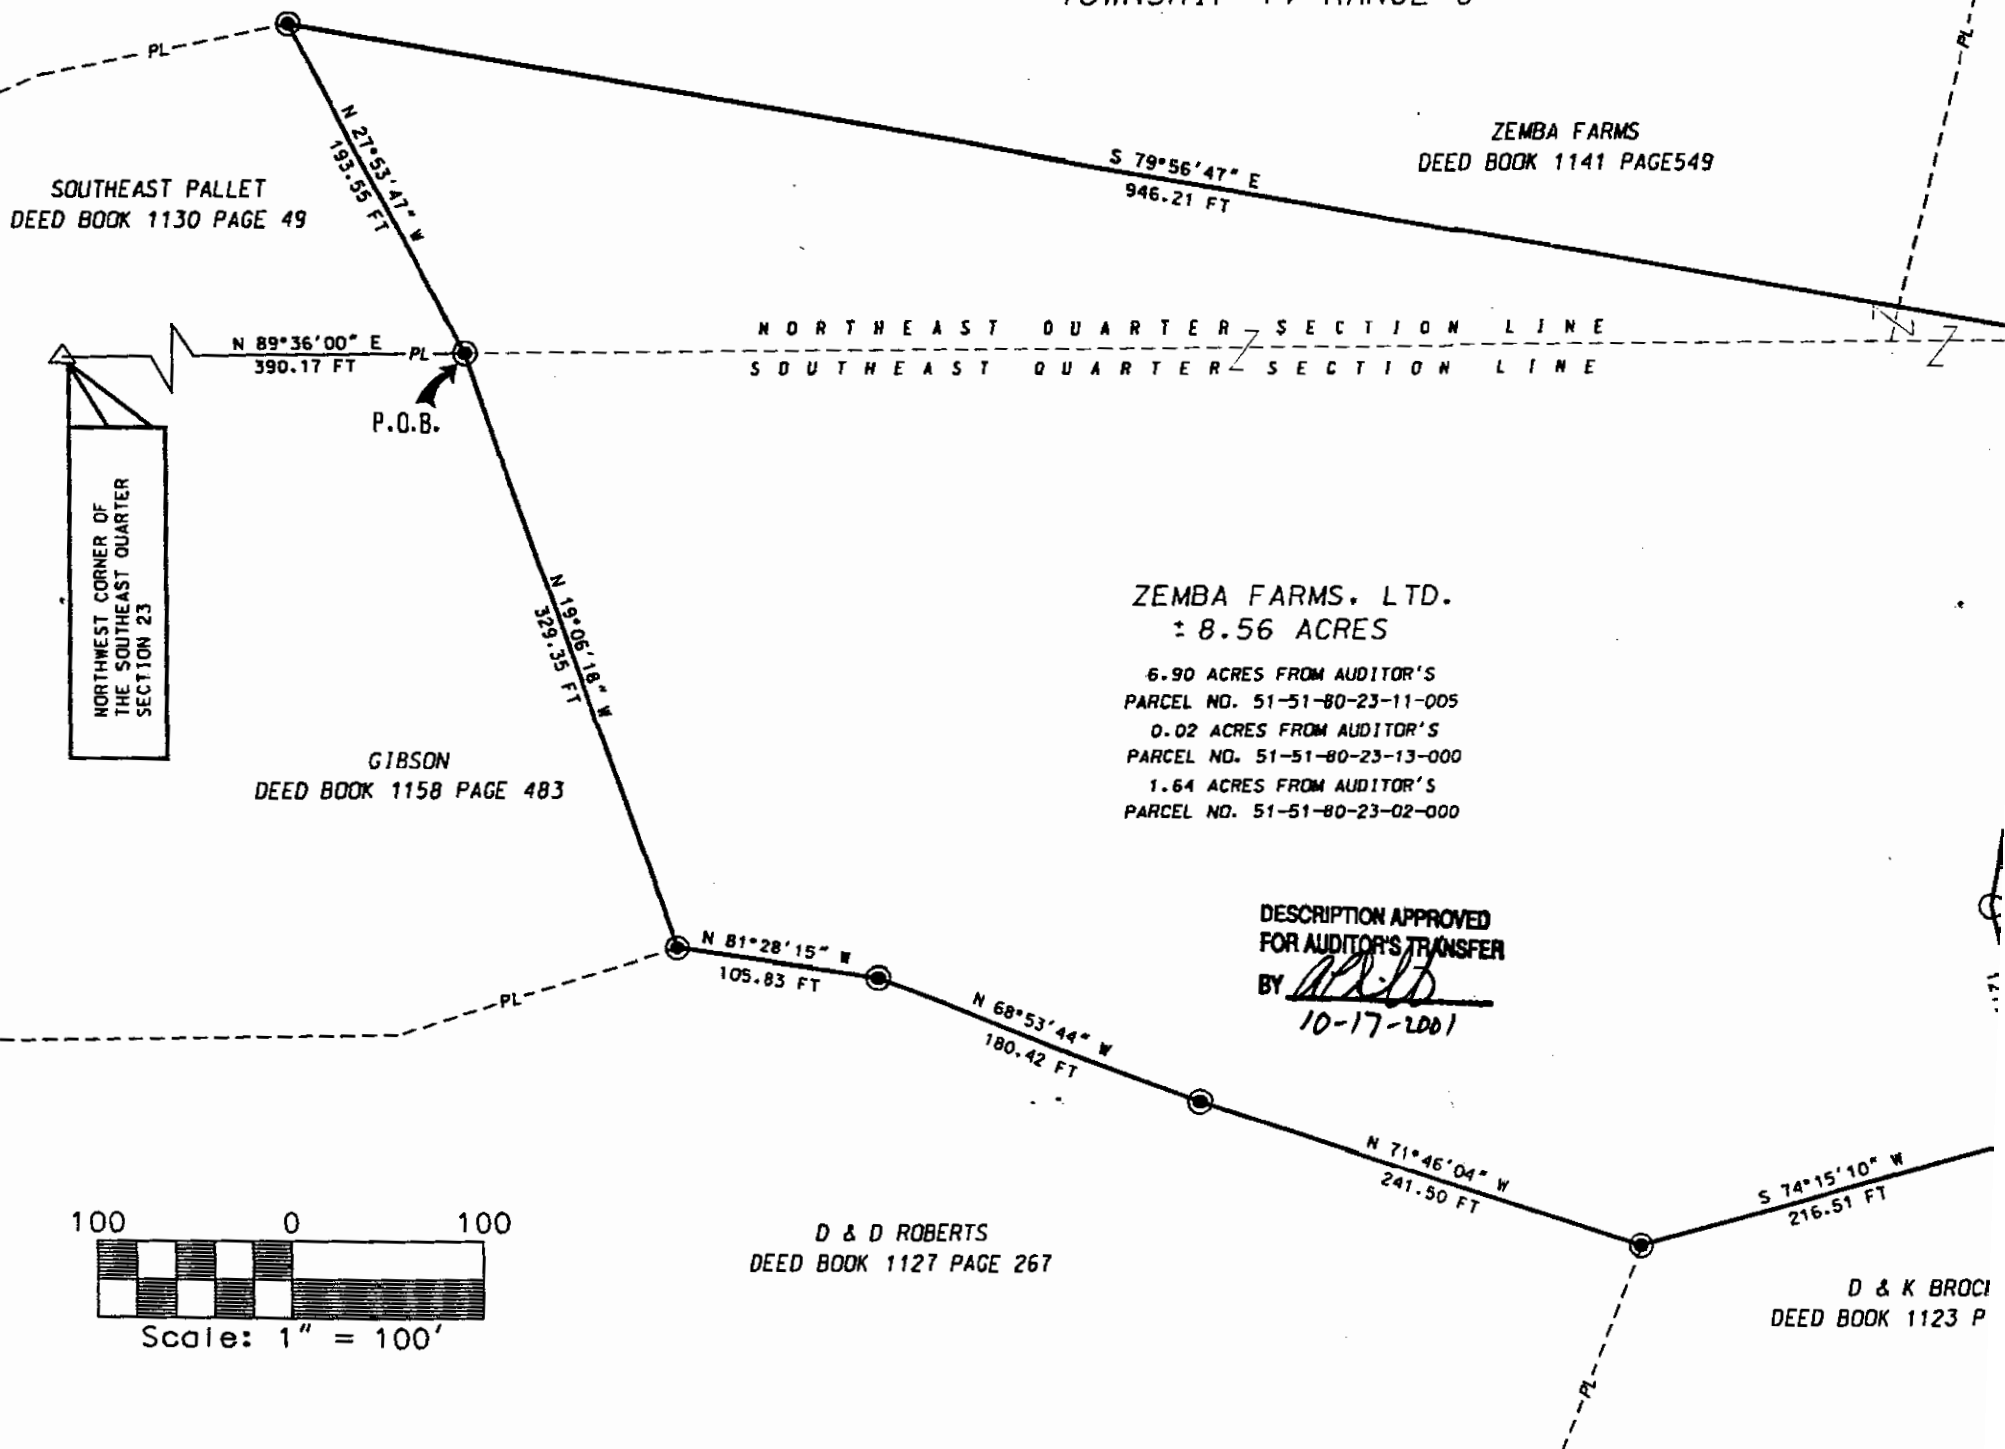 PL
PL
N 27°53'47" W
193.55 FT
S 79°56'47" E
946.21 FT
ZEMBA FARMS
DEED BOOK 1141 PAGE549
SOUTHEAST PALLET
DEED BOOK 1130 PAGE 49
N 89°36'00" E
390.17 FT
PL
P.O.B.
NORTHEAST QUARTER SECTION LINE
SOUTHEAST QUARTER SECTION LINE
NORTHWEST CORNER OF
THE SOUTHEAST QUARTER
SECTION 23
N 19°06'18" W
329.35 FT
ZEMBA FARMS, LTD.
± 8.56 ACRES
6.90 ACRES FROM AUDITOR'S
PARCEL NO. 51-51-80-23-11-005
0.02 ACRES FROM AUDITOR'S
PARCEL NO. 51-51-80-23-13-000
1.64 ACRES FROM AUDITOR'S
PARCEL NO. 51-51-80-23-02-000
GIBSON
DEED BOOK 1158 PAGE 483
DESCRIPTION APPROVED
FOR AUDITOR'S TRANSFER
BY
10-17-2001
N 81°28'15" W
105.83 FT
PL
N 68°53'44" W
180.42 FT
N 71°46'04" W
241.50 FT
S 74°15'10" W
216.51 FT
100 0 100
Scale: 1" = 100'
D & D ROBERTS
DEED BOOK 1127 PAGE 267
D & K BROC
DEED BOOK 1123 P
PL